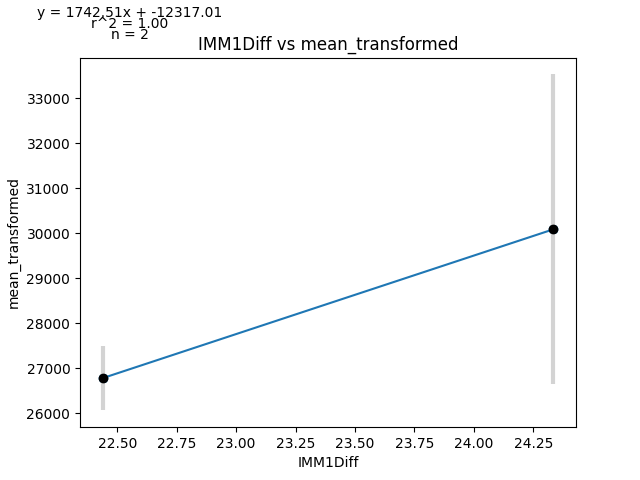 y = 1742.51x + -12317.01
r^2 = 1.00
n = 2
IMM1Diff vs mean_transformed
33000
32000
31000
30000
29000
28000
27000
26000
mean_transformed
22.50 22.75 23.00 23.25 23.50 23.75 24.00 24.25
IMM1Diff